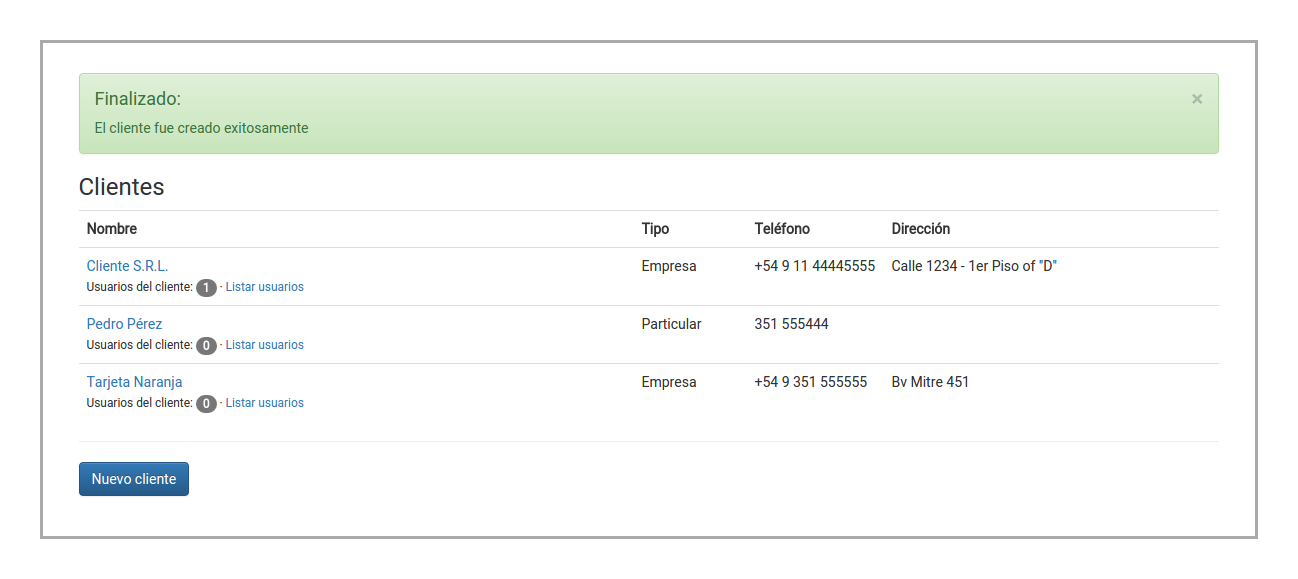 Finalizado:
×
El cliente fue creado exitosamente
Clientes
Nombre Tipo Teléfono Dirección
Cliente S.R.L. Empresa +54 9 11 44445555 Calle 1234 - 1er Piso of "D"
Usuarios del cliente: 1 · Listar usuarios
Pedro Pérez Particular 351 555444
Usuarios del cliente: 0 · Listar usuarios
Tarjeta Naranja Empresa +54 9 351 555555 Bv Mitre 451
Usuarios del cliente: 0 · Listar usuarios
Nuevo cliente